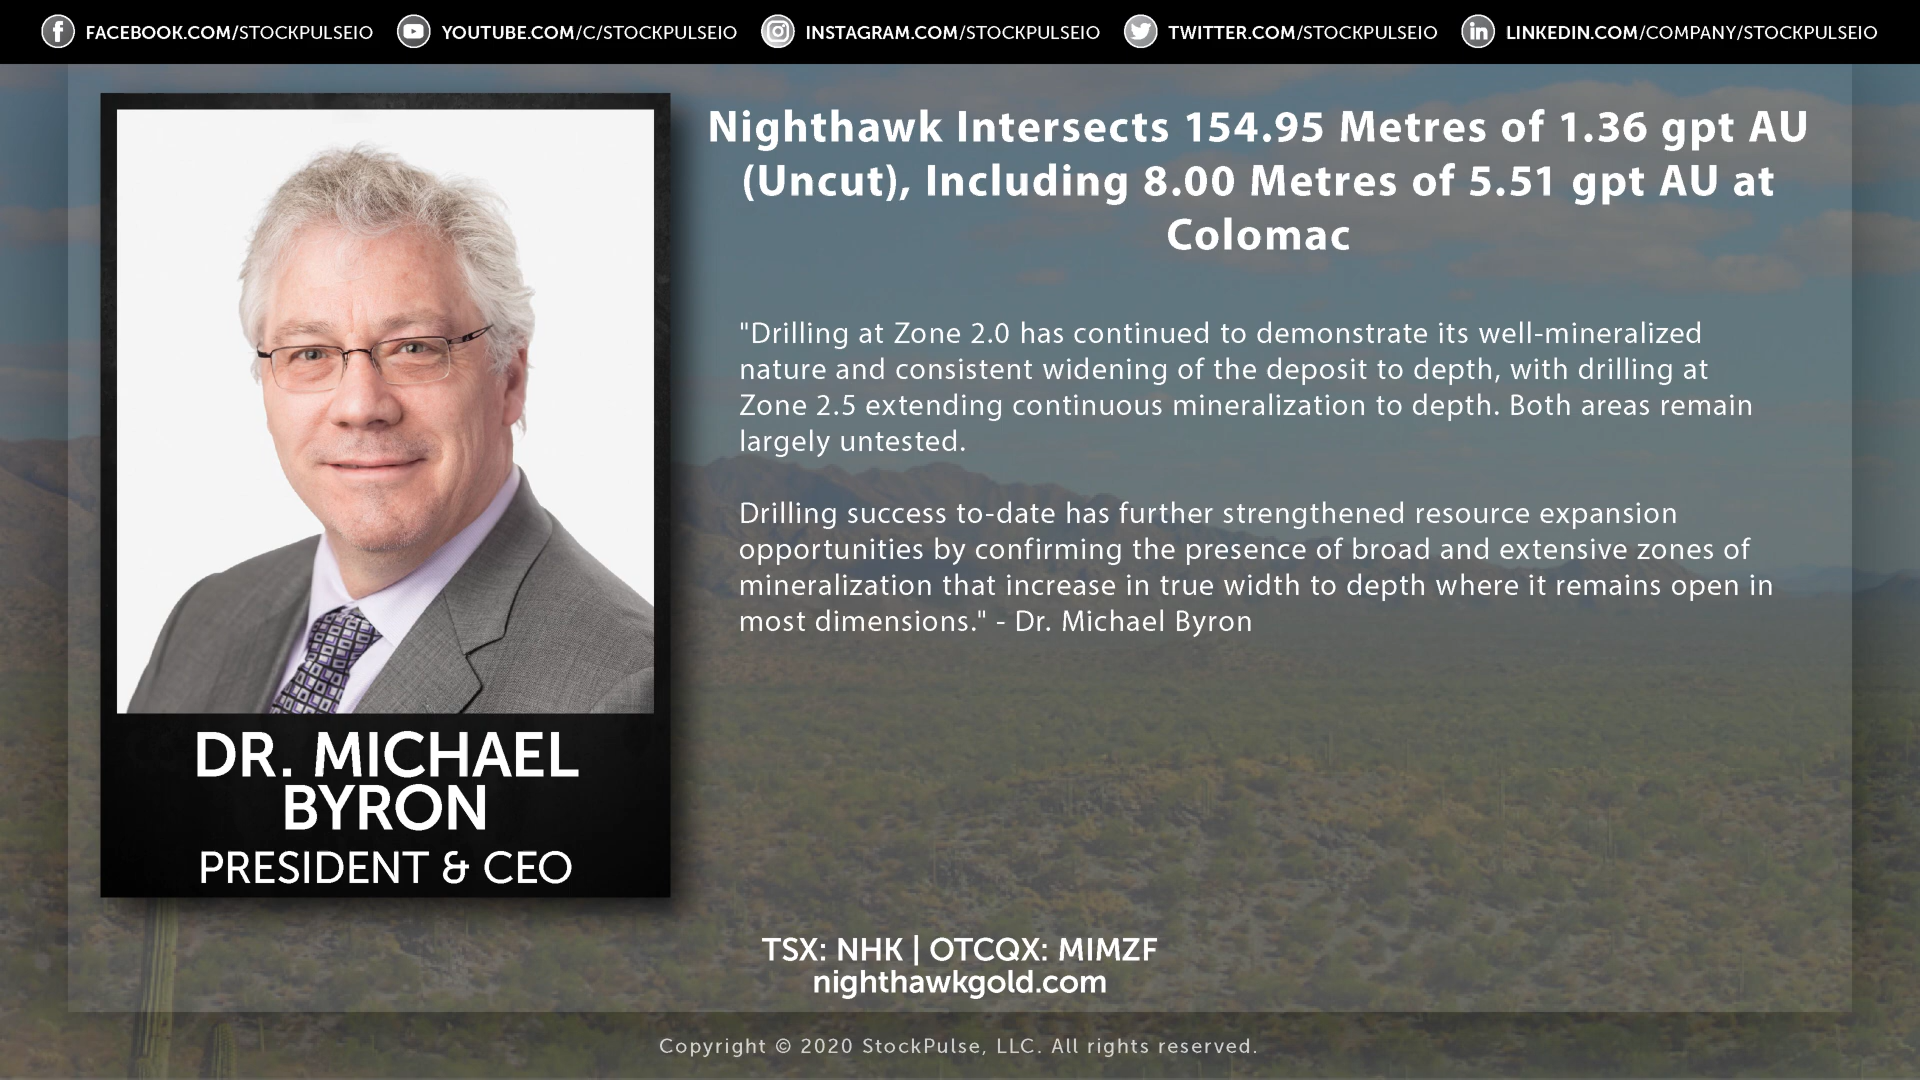 FACEBOOK.COM/STOCKPULSEIO YOUTUBE.COM/C/STOCKPULSEIO INSTAGRAM.COM/STOCKPULSEIO TWITTER.COM/STOCKPULSEIO LINKEDIN.COM/COMPANY/STOCKPULSEIO
Nighthawk Intersects 154.95 Metres of 1.36 gpt AU
(Uncut), Including 8.00 Metres of 5.51 gpt AU at
Colomac
"Drilling at Zone 2.0 has continued to demonstrate its well-mineralized
nature and consistent widening of the deposit to depth, with drilling at
Zone 2.5 extending continuous mineralization to depth. Both areas remain
largely untested.
Drilling success to-date has further strengthened resource expansion
opportunities by confirming the presence of broad and extensive zones of
mineralization that increase in true width to depth where it remains open in
most dimensions." - Dr. Michael Byron
DR. MICHAEL
BYRON
PRESIDENT & CEO
TSX: NHK | OTCQX: MIMZF
nighthawkgold.com
Copyright © 2020 StockPulse, LLC. All rights reserved.